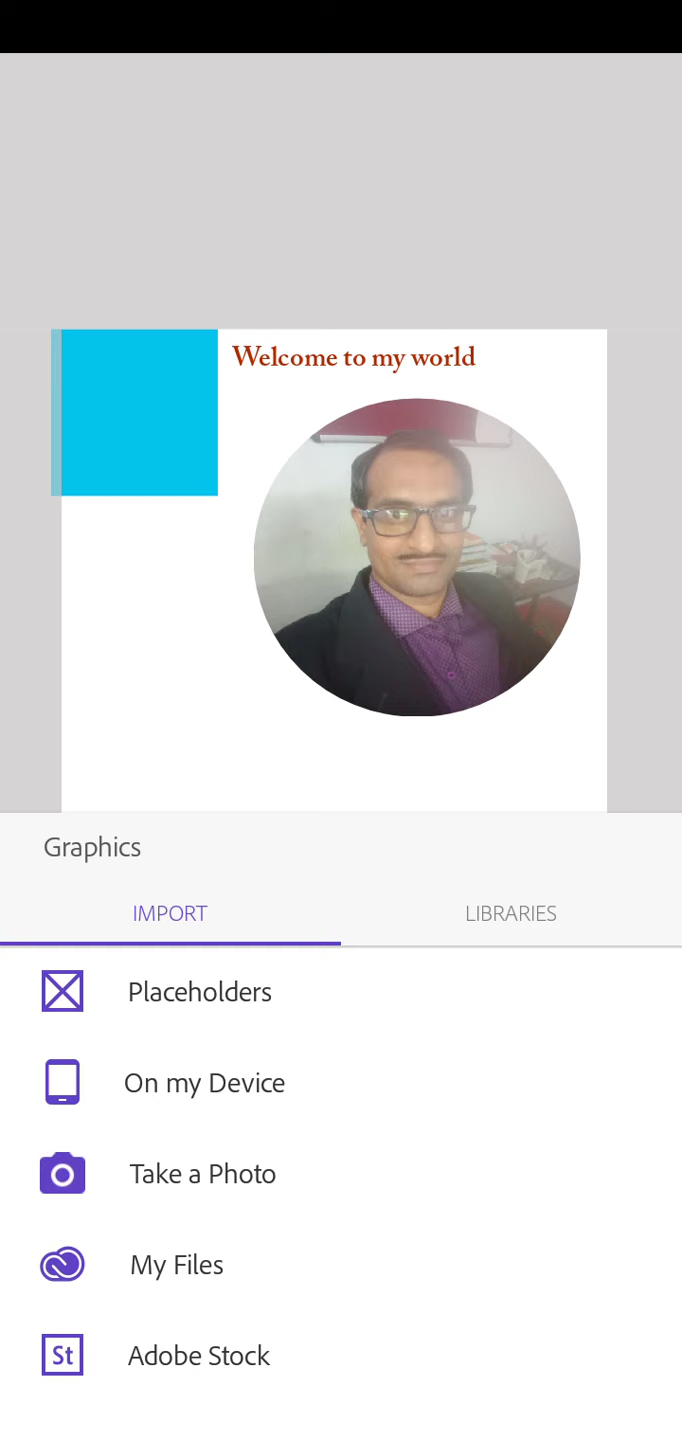 Welcome to my world
Graphics
IMPORT
LIBRARIES
Placeholders
On my Device
Take a Photo
My Files
St
Adobe Stock